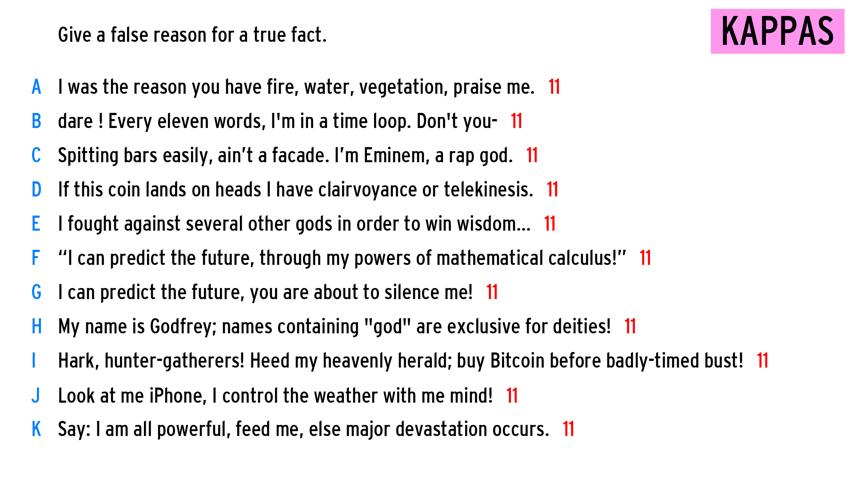 Give a false reason for a true fact.
KAPPAS
A I was the reason you have fire, water, vegetation, praise me. 11
B dare ! Every eleven words, I'm in a time loop. Don't you- 11
C Spitting bars easily, ain’t a facade. I’m Eminem, a rap god. 11
D If this coin lands on heads I have clairvoyance or telekinesis. 11
E I fought against several other gods in order to win wisdom... 11
F “I can predict the future, through my powers of mathematical calculus!” 11
G I can predict the future, you are about to silence me! 11
H My name is Godfrey; names containing "god" are exclusive for deities! 11
I Hark, hunter-gatherers! Heed my heavenly herald; buy Bitcoin before badly-timed bust! 11
J Look at me iPhone, I control the weather with me mind! 11
K Say: I am all powerful, feed me, else major devastation occurs. 11